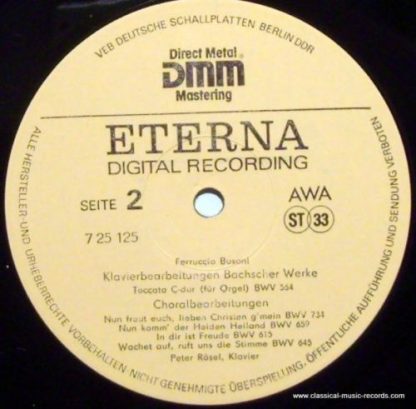 VEB DEUTSCHE SCHALLPLATTEN BERLIN DDR
Direct Metal
DMM
Mastering
ETERNA
DIGITAL RECORDING
SEITE 2
AWA
ST 33
7 25 125
Ferruccio Busoni
Klavierbearbeitungen Bachscher Werke
Toccata C-dur (für Orgel) BWV 564
Choralbearbeitungen
Nun freut euch, lieben Christen g'mein BWV 734
Nun komm' der Heiden Heiland BWV 659
In dir ist Freude BWV 615
Wachet auf, ruft uns die Stimme BWV 645
Peter Rösel, Klavier
ALLE HERSTELLER- UND URHEBERRECHTE VORBEHALTEN · NICHT GENEHMIGTE ÜBERSPIELUNG, ÖFFENTLICHE AUFFÜHRUNG UND SENDUNG VERBOTEN
www.classical-music-records.com